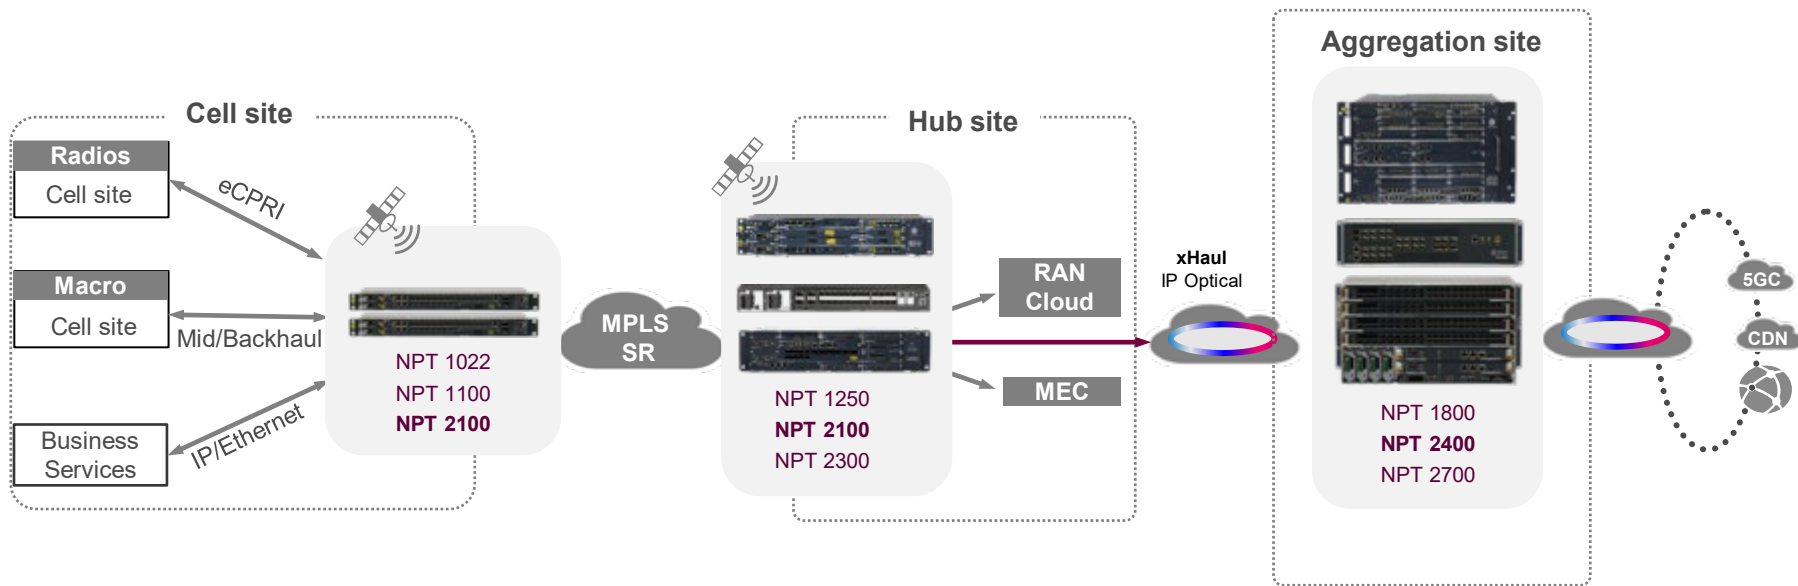 Cell site
Radios
Cell site
eCPRI
Macro
Cell site
Mid/Backhaul
Business
Services
IP/Ethernet
NPT 1022
NPT 1100
NPT 2100
MPLS
SR
Hub site
NPT 1250
NPT 2100
NPT 2300
RAN
Cloud
MEC
xHaul
IP Optical
Aggregation site
NPT 1800
NPT 2400
NPT 2700
5GC
CDN